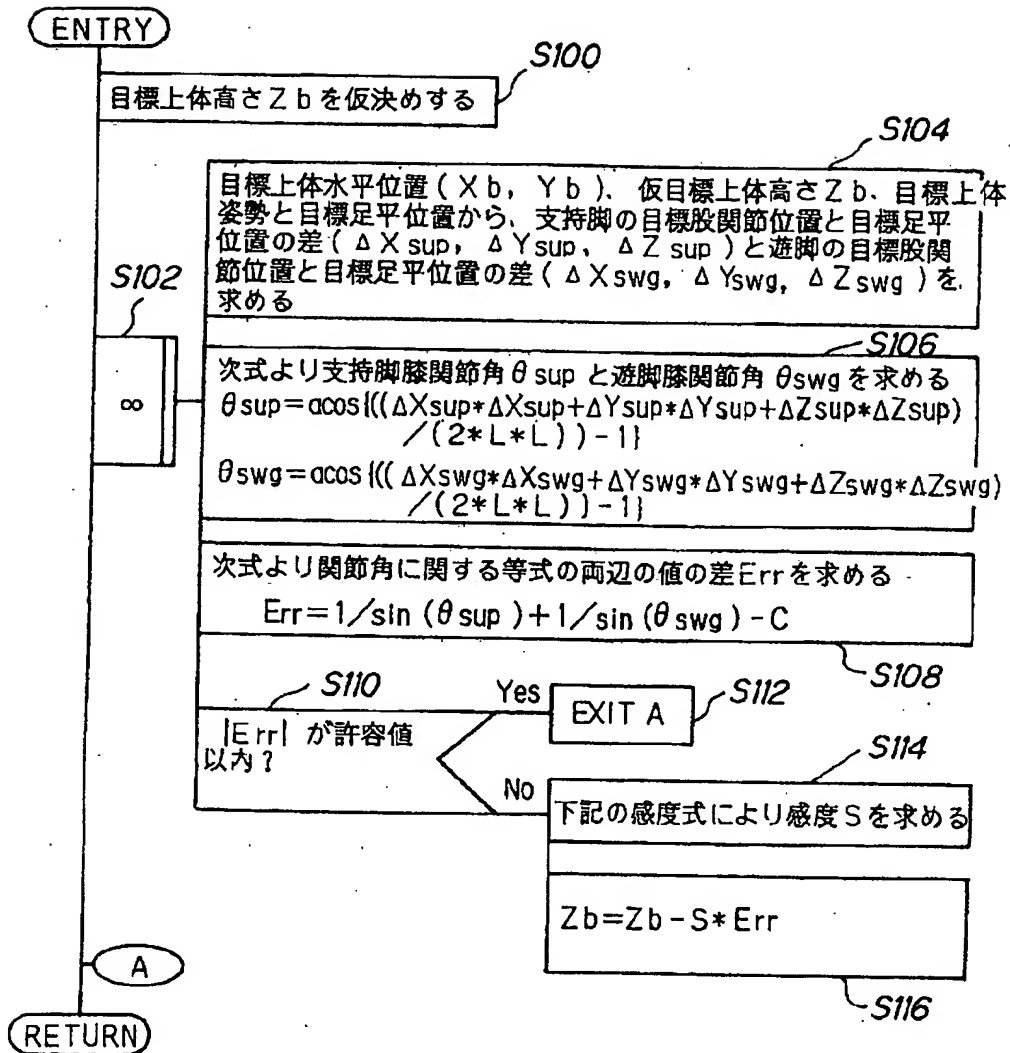 ENTRY
S100
目標上体高さZbを仮決めする
S104
目標上体水平位置(Xb, Yb)、仮目標上体高さZb、目標上体
姿勢と目標足平位置から、支持脚の目標股関節位置と目標足平
位置の差(ΔXsup, ΔYsup, ΔZsup)と遊脚の目標股関
節位置と目標足平位置の差(ΔXswg, ΔYswg, ΔZswg)を
求める
S102
∞
S106
次式より支持脚膝関節角θsupと遊脚膝関節角θswgを求める
θsup=acos{((ΔXsup*ΔXsup+ΔYsup*ΔYsup+ΔZsup*ΔZsup)
/(2*L*L))-1}
θswg=acos{((ΔXswg*ΔXswg+ΔYswg*ΔYswg+ΔZswg*ΔZswg)
/(2*L*L))-1}
次式より関節角に関する等式の両辺の値の差Errを求める
Err=1/sin(θsup)+1/sin(θswg)-C
S108
S110
|Err|が許容値
以内?
Yes
EXIT A
S112
No
S114
下記の感度式により感度Sを求める
Zb=Zb-S*Err
S116
A
RETURN